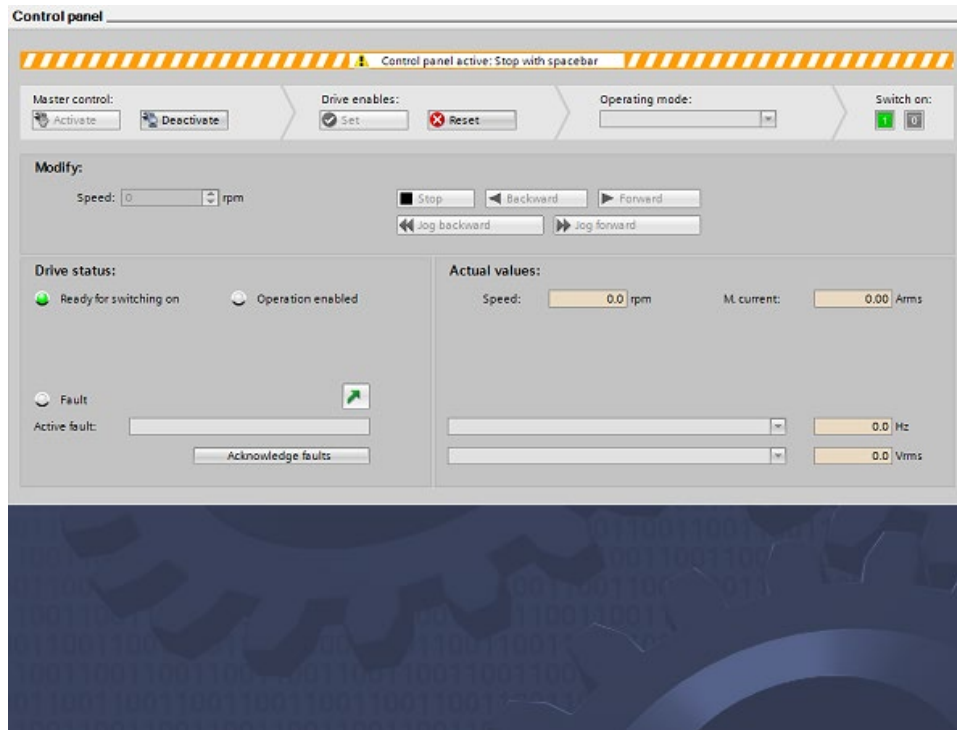 Control panel
Control panel active: Stop with spacebar
Master control: Drive enables: Operating mode: Switch on:
Activate Deactivate Set Reset 1 0
Modify:
Speed: 0 rpm Stop Backward Forward
Jog backward Jog forward
Drive status: Actual values:
Ready for switching on Operation enabled Speed: 0.0 rpm M. current: 0.00 Arms
Fault
Active fault: 0.0 Hz
Acknowledge faults 0.0 Vrms